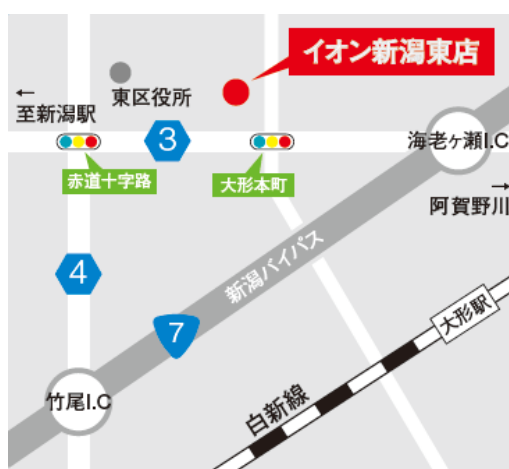 イオン新潟東店
←
至新潟駅
東区役所
3
海老ヶ瀬I.C
赤道十字路
大形本町
→
阿賀野川
4
新潟バイパス
7
大形駅
竹尾I.C
白新線